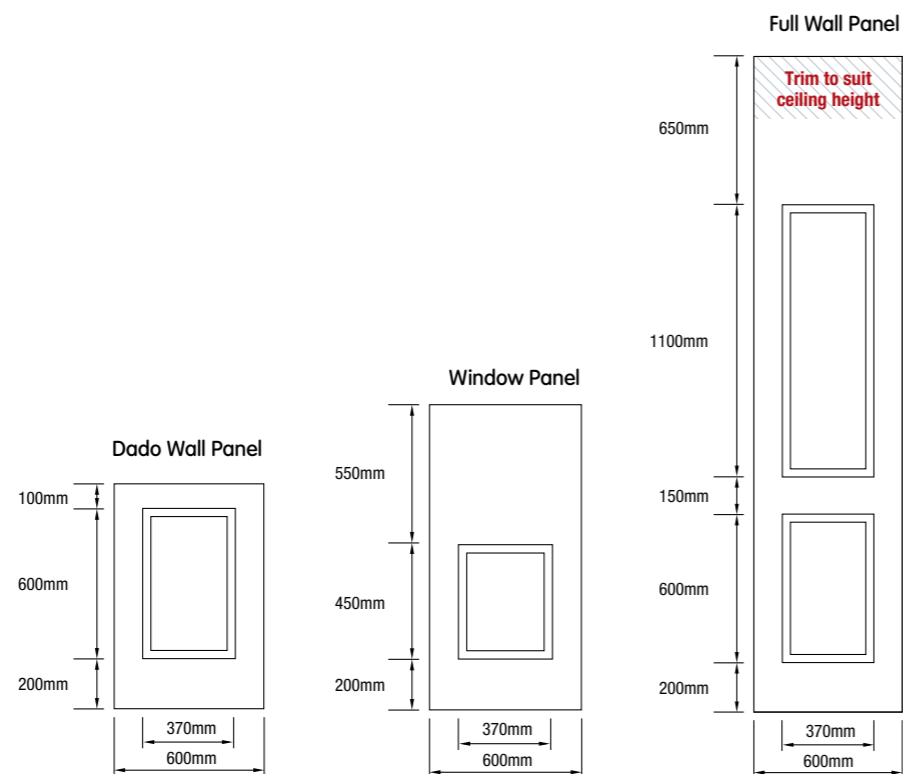 Dado Wall Panel
100mm
600mm
200mm
370mm
600mm
Window Panel
550mm
450mm
200mm
370mm
600mm
Full Wall Panel
Trim to suit
ceiling height
650mm
1100mm
150mm
600mm
200mm
370mm
600mm